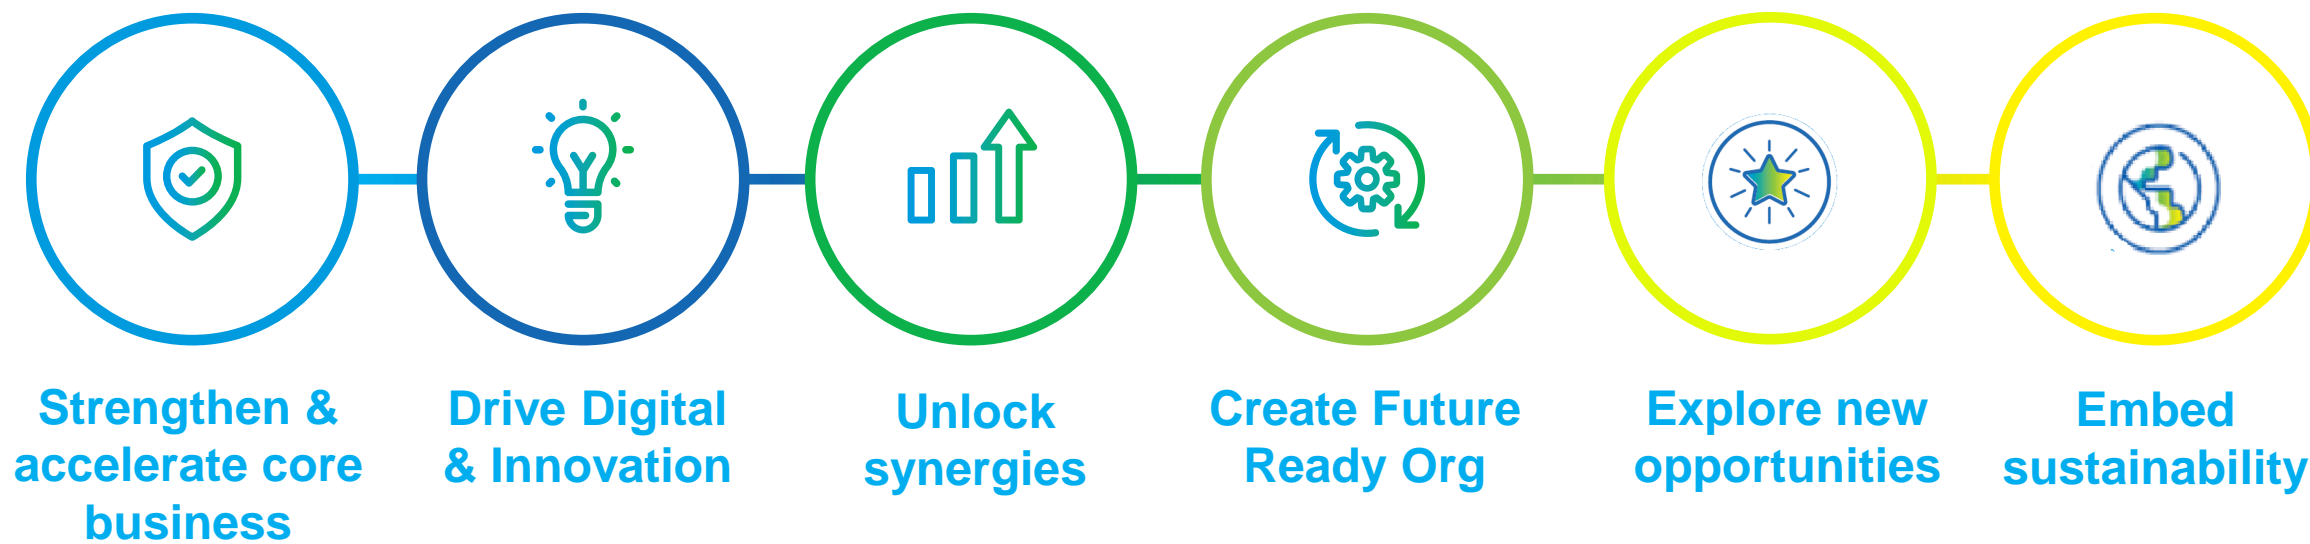 Strengthen &
accelerate core
business
Drive Digital
& Innovation
Unlock
synergies
Create Future
Ready Org
Explore new
opportunities
Embed
sustainability